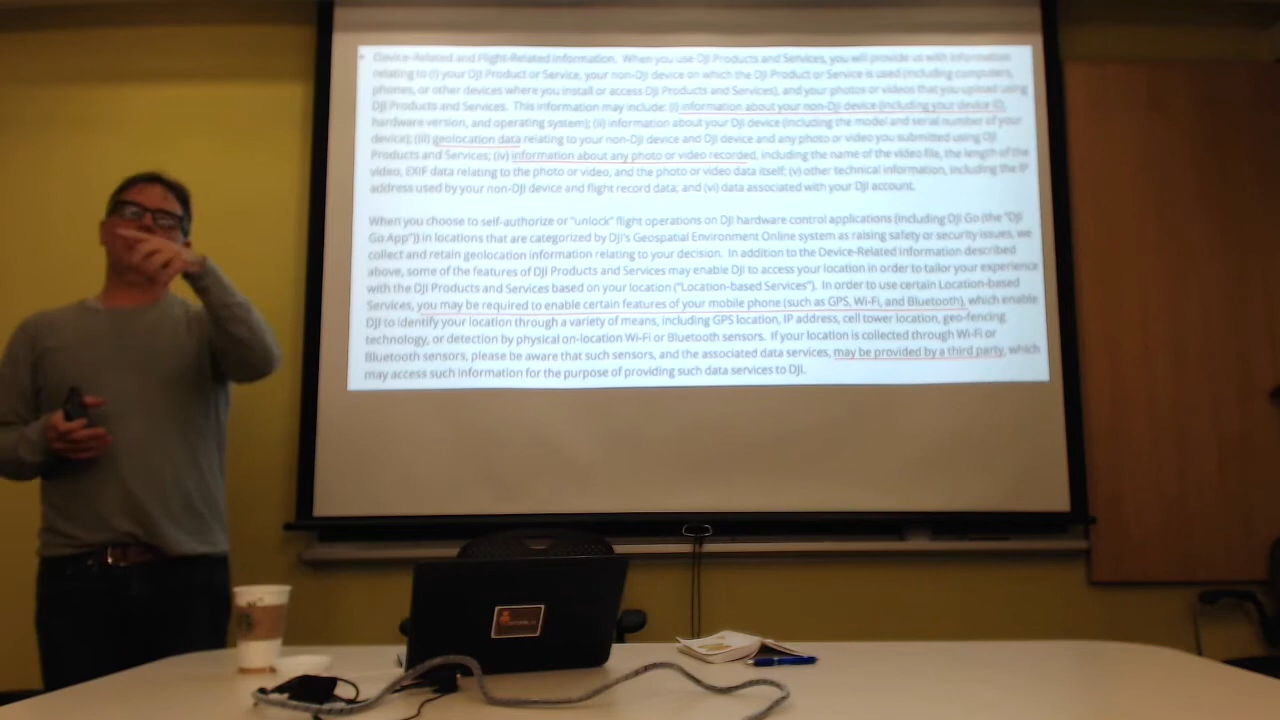 • Device-Related and Flight-Related Information. When you use DJI Products and Services, you will provide us with information
relating to (i) your DJI Product or Service, your non-DJI device on which the DJI Product or Service is used (including computers,
phones, or other devices where you install or access DJI Products and Services), and your photos or videos that you upload using
DJI Products and Services. This information may include: (i) information about your non-DJI device (including your device ID,
hardware version, and operating system); (ii) information about your DJI device (including the model and serial number of your
device); (iii) geolocation data relating to your non-DJI device and DJI device and any photo or video you submitted using DJI
Products and Services; (iv) information about any photo or video recorded, including the name of the video file, the length of the
video, EXIF data relating to the photo or video, and the photo or video data itself; (v) other technical information, including the IP
address used by your non-DJI device and flight record data; and (vi) data associated with your DJI account.
When you choose to self-authorize or "unlock" flight operations on DJI hardware control applications (including DJI Go (the "DJI
Go App")) in locations that are categorized by DJI's Geospatial Environment Online system as raising safety or security issues, we
collect and retain geolocation information relating to your decision. In addition to the Device-Related Information described
above, some of the features of DJI Products and Services may enable DJI to access your location in order to tailor your experience
with the DJI Products and Services based on your location ("Location-based Services"). In order to use certain Location-based
Services, you may be required to enable certain features of your mobile phone (such as GPS, Wi-Fi, and Bluetooth), which enable
DJI to identify your location through a variety of means, including GPS location, IP address, cell tower location, geo-fencing
technology, or detection by physical on-location Wi-Fi or Bluetooth sensors. If your location is collected through Wi-Fi or
Bluetooth sensors, please be aware that such sensors, and the associated data services, may be provided by a third party, which
may access such information for the purpose of providing such data services to DJI.